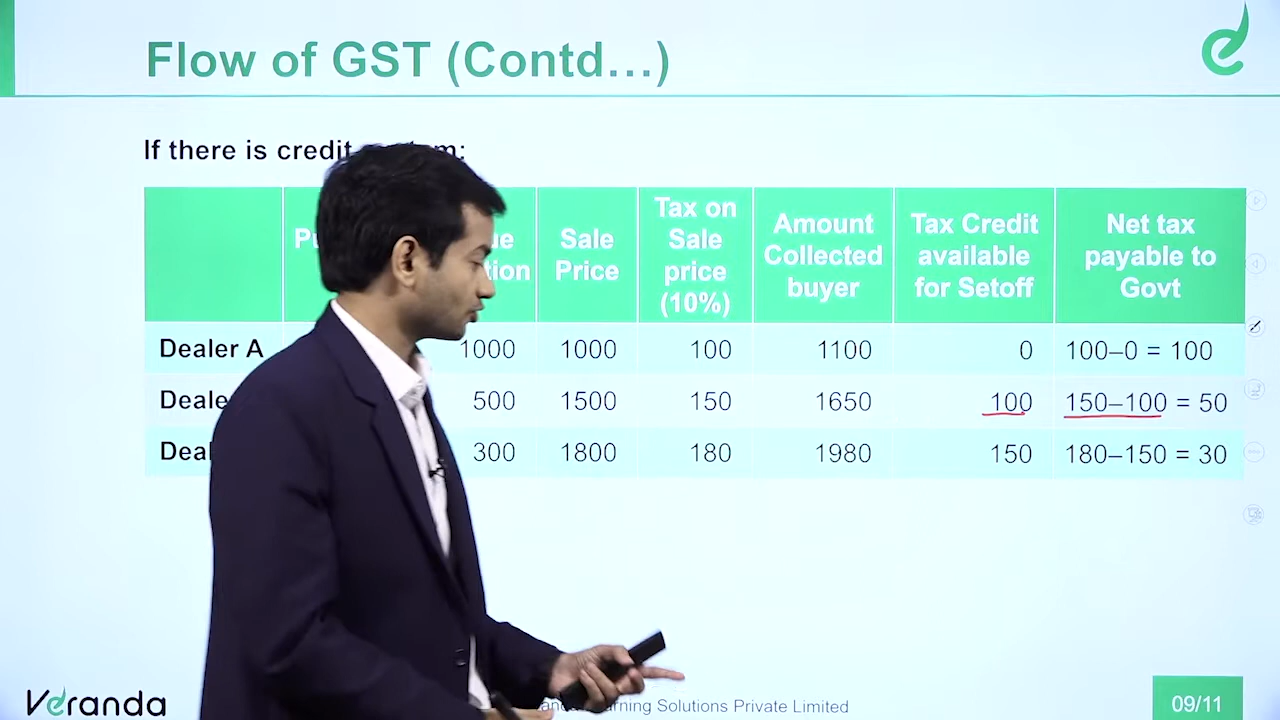 Flow of GST (Contd...)
If there is credit
Sale Price
Tax on Sale price (10%)
Amount Collected buyer
Tax Credit available for Setoff
Net tax payable to Govt
Dealer A 1000 1000 100 1100 0 100–0 = 100
500 1500 150 1650 100 150–100 = 50
300 1800 180 1980 150 180–150 = 30
Veranda
Solutions Private Limited
09/11